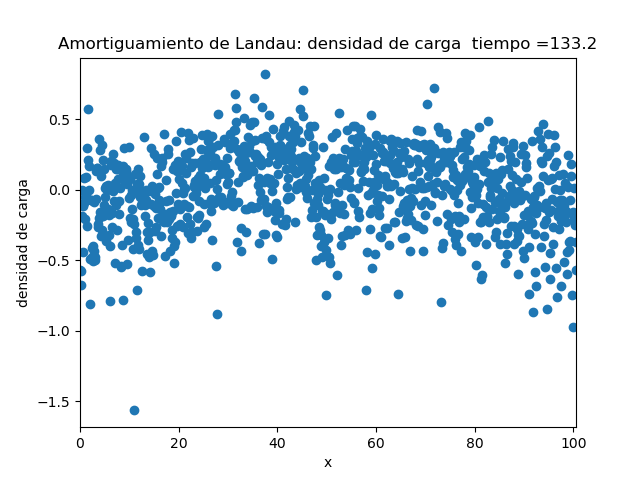 Amortiguamiento de Landau: densidad de carga  tiempo =133.2
densidad de carga
0.5
0.0
−0.5
−1.0
−1.5
0 20 40 60 80 100
x